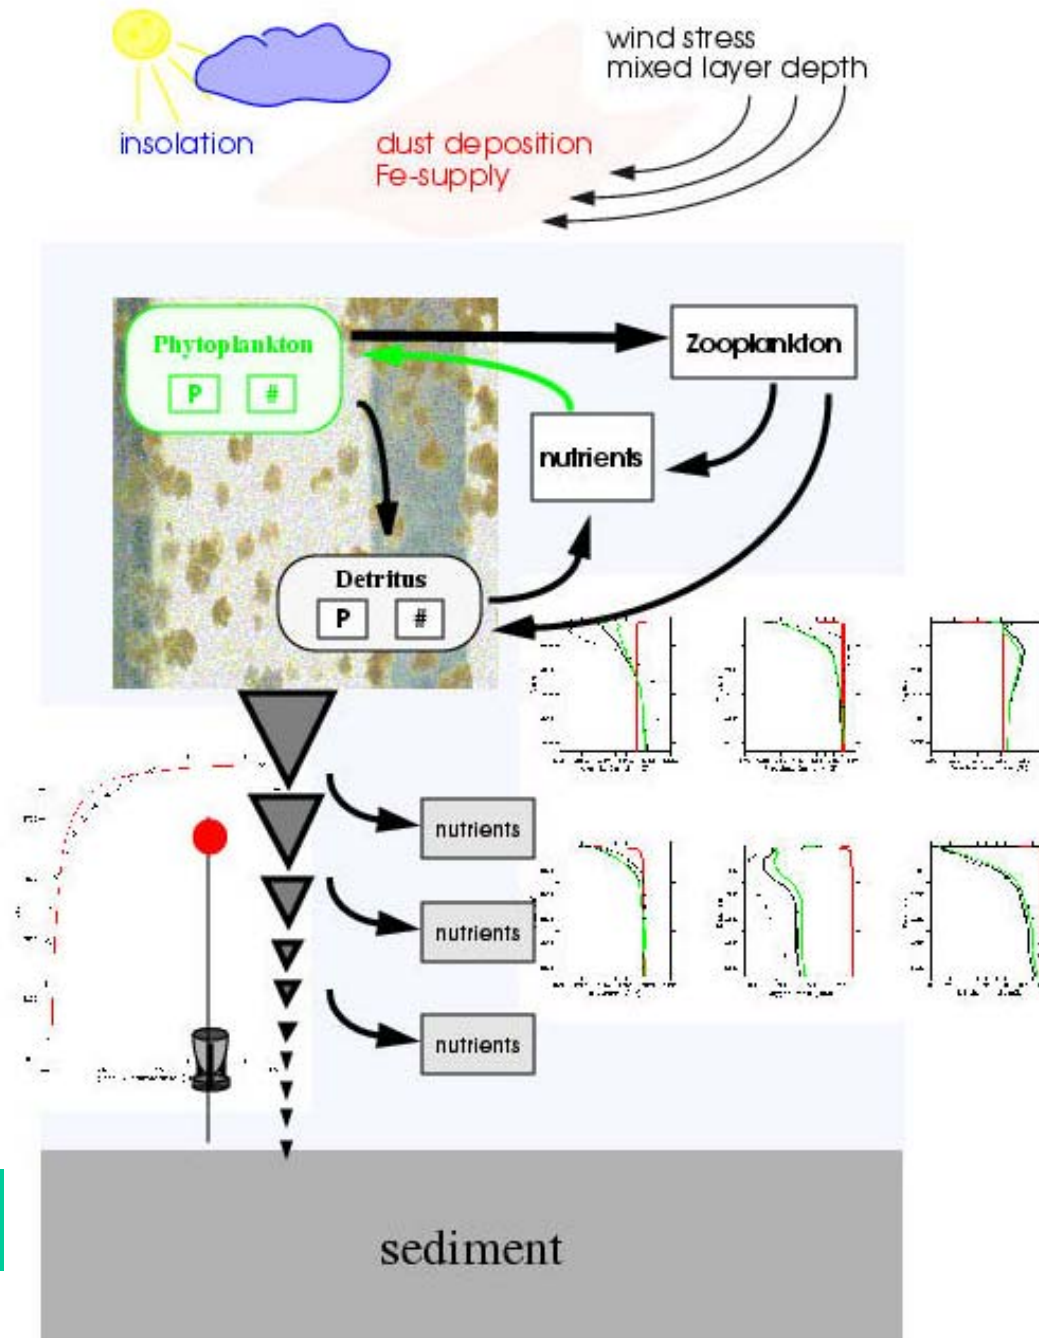 wind stress
mixed layer depth
insolation
dust deposition
Fe-supply
Phytoplankton
P #
Zooplankton
nutrients
Detritus
P #
nutrients
nutrients
nutrients
sediment